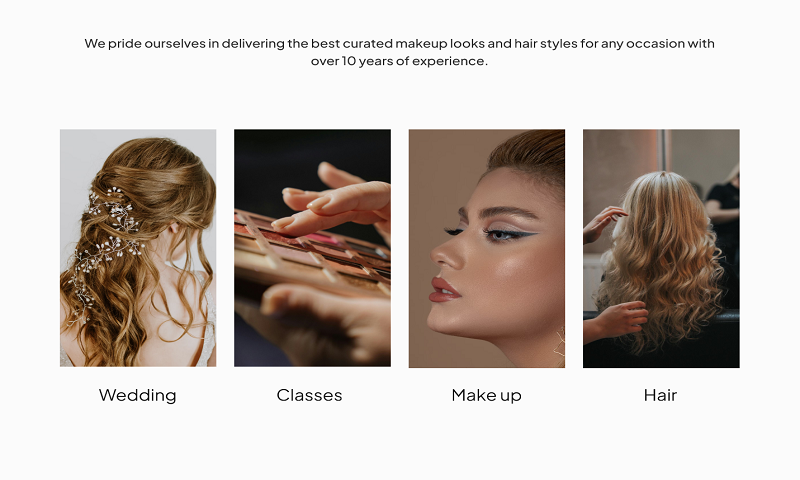 We pride ourselves in delivering the best curated makeup looks and hair styles for any occasion with
over 10 years of experience.
Wedding
Classes
Make up
Hair